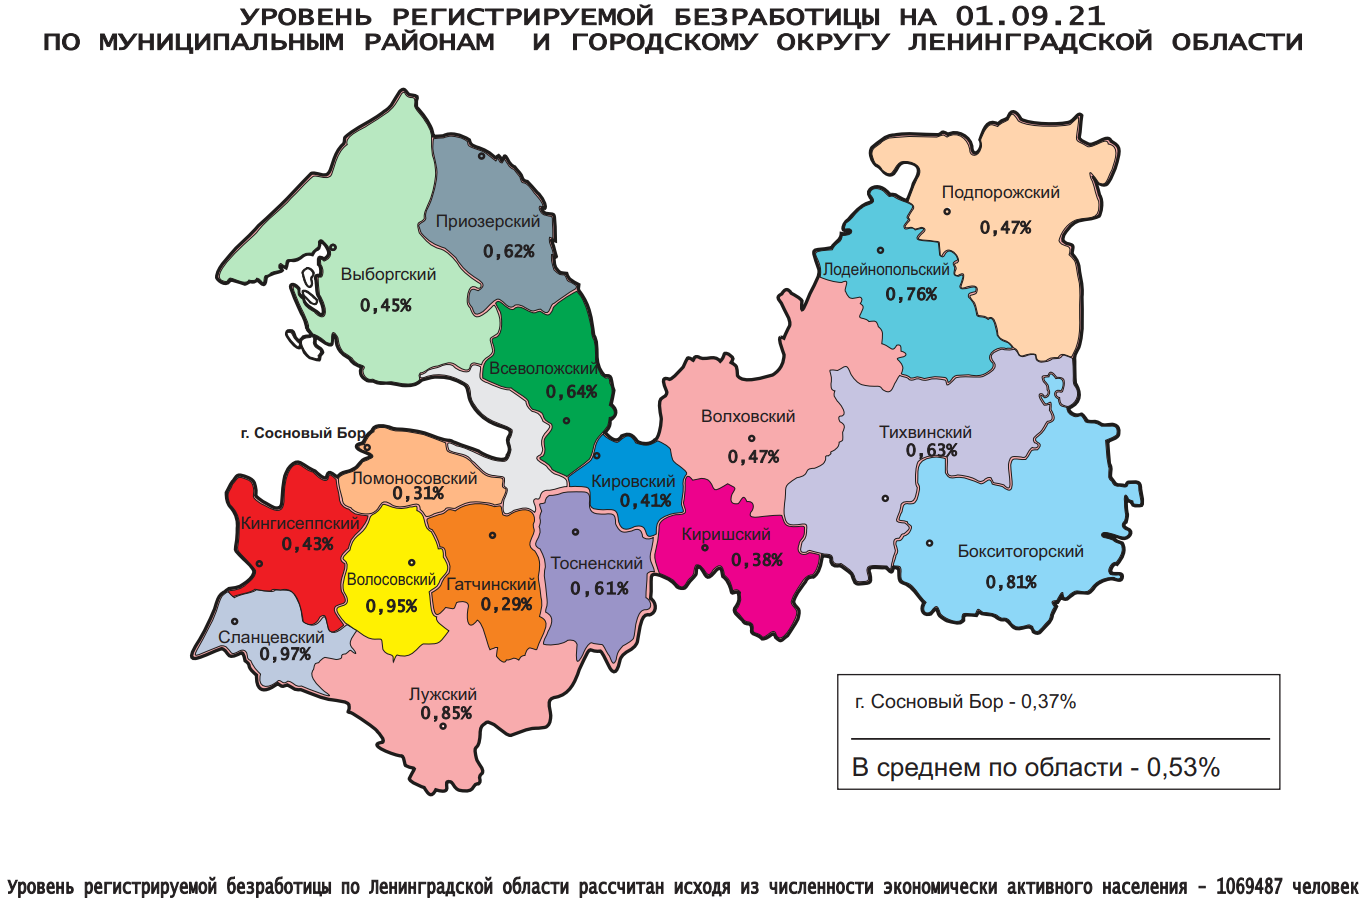 УРОВЕНЬ РЕГИСТРИРУЕМОЙ БЕЗРАБОТИЦЫ НА 01.09.21
ПО МУНИЦИПАЛЬНЫМ РАЙОНАМ И ГОРОДСКОМУ ОКРУГУ ЛЕНИНГРАДСКОЙ ОБЛАСТИ
Подпорожский
0,47%
Приозерский
0,62%
Выборгский
0,45%
Лодейнопольский
0,76%
Всеволожский
0,64%
Волховский
0,47%
Тихвинский
0,63%
г. Сосновый Бор
Ломоносовский
0,31%
Кировский
0,41%
Кингисеппский
0,43%
Киришский
0,38%
Бокситогорский
0,81%
Волосовский
0,95%
Гатчинский
0,29%
Тосненский
0,61%
Сланцевский
0,97%
Лужский
0,85%
г. Сосновый Бор - 0,37%
В среднем по области - 0,53%
Уровень регистрируемой безработицы по Ленинградской области рассчитан исходя из численности экономически активного населения - 1069487 человек